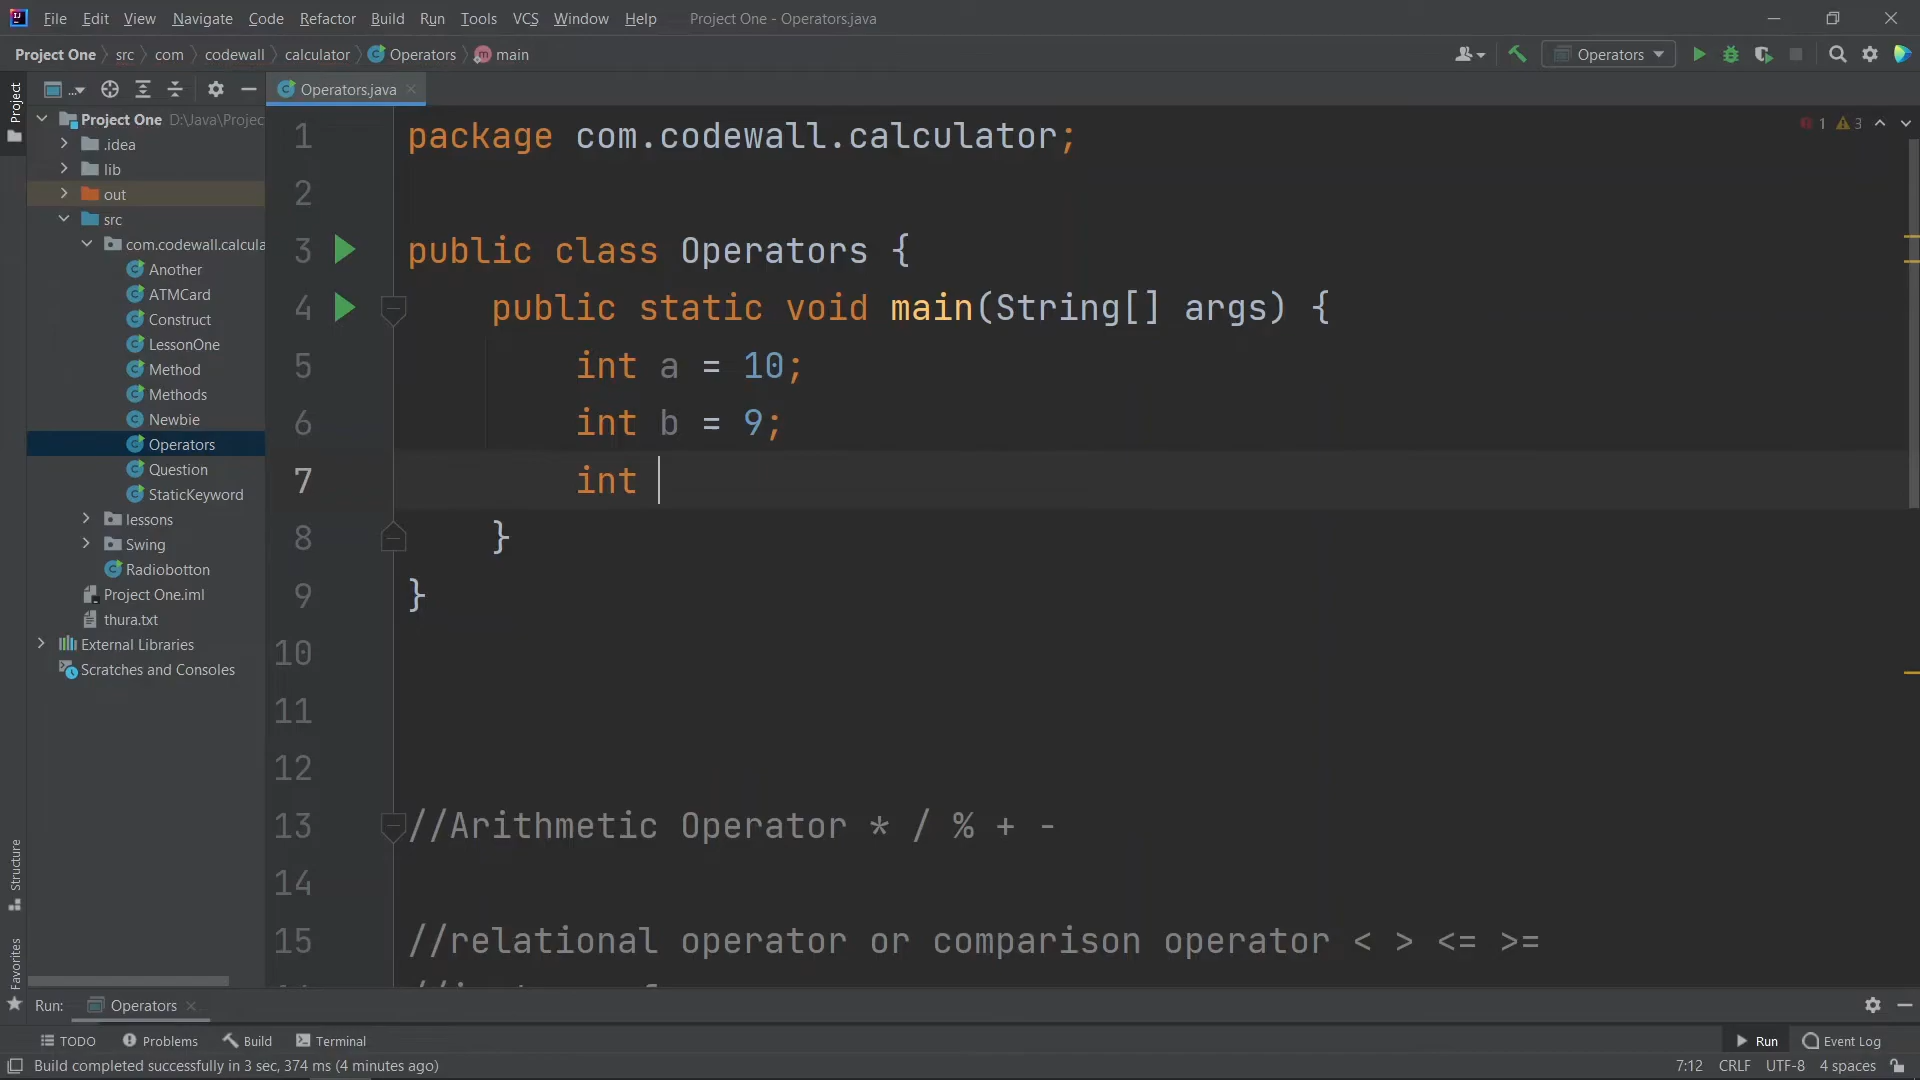 File Edit View Navigate Code Refactor Build Run Tools VCS Window Help Project One - Operators.java
Project One src com codewall calculator Operators main Operators
... Operators.java
Project
Project One D:\Java\Projec
.idea
lib
out
src
com.codewall.calcula
Another
ATMCard
Construct
LessonOne
Method
Methods
Newbie
Operators
Question
StaticKeyword
lessons
Swing
Radiobotton
Project One.iml
thura.txt
External Libraries
Scratches and Consoles
Structure
Favorites
1 3
1 package com.codewall.calculator;
2
3 public class Operators {
4 public static void main(String[] args) {
5 int a = 10;
6 int b = 9;
7 int
8 }
9 }
10
11
12
13 //Arithmetic Operator * / % + -
14
15 //relational operator or comparison operator < > <= >=
Run: Operators
TODO Problems Build Terminal Run Event Log
Build completed successfully in 3 sec, 374 ms (4 minutes ago) 7:12 CRLF UTF-8 4 spaces